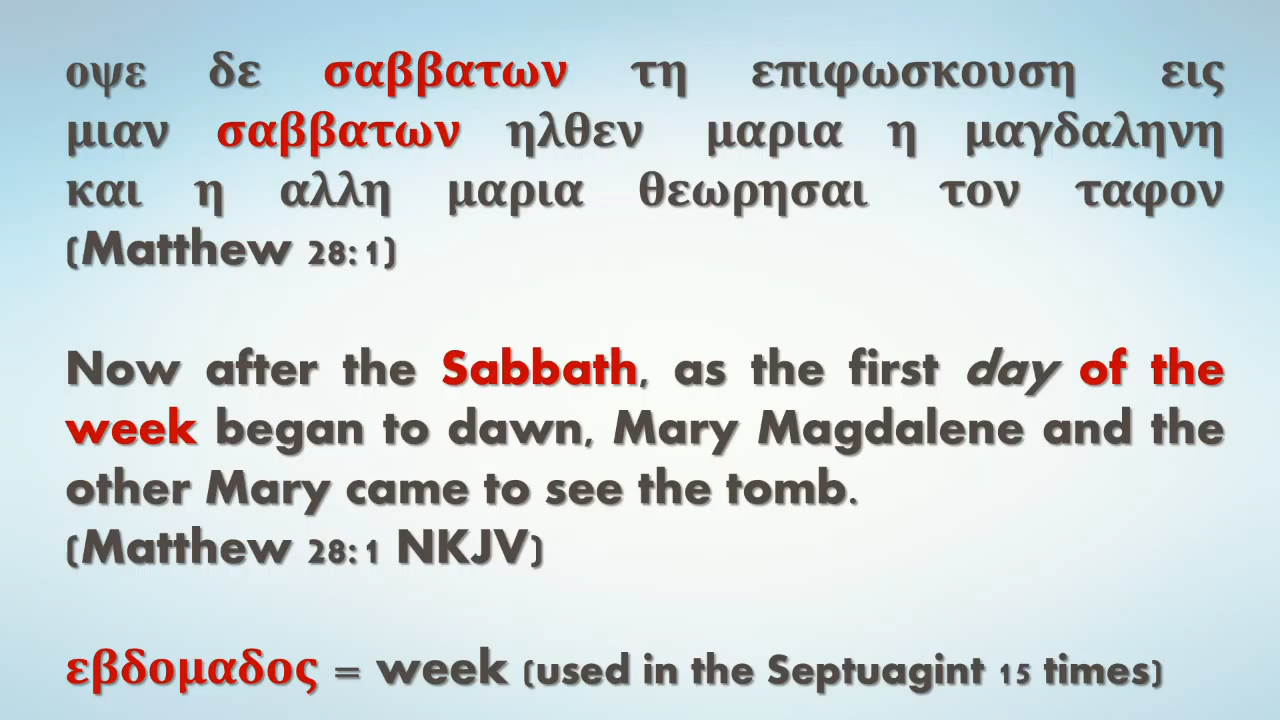 οψε δε σαββατων τη επιφωσκουση εις
μιαν σαββατων ηλθεν μαρια η μαγδαληνη
και η αλλη μαρια θεωρησαι τον ταφον
(Matthew 28:1)
Now after the Sabbath, as the first day of the
week began to dawn, Mary Magdalene and the
other Mary came to see the tomb.
(Matthew 28:1 NKJV)
εβδομαδος = week (used in the Septuagint 15 times)